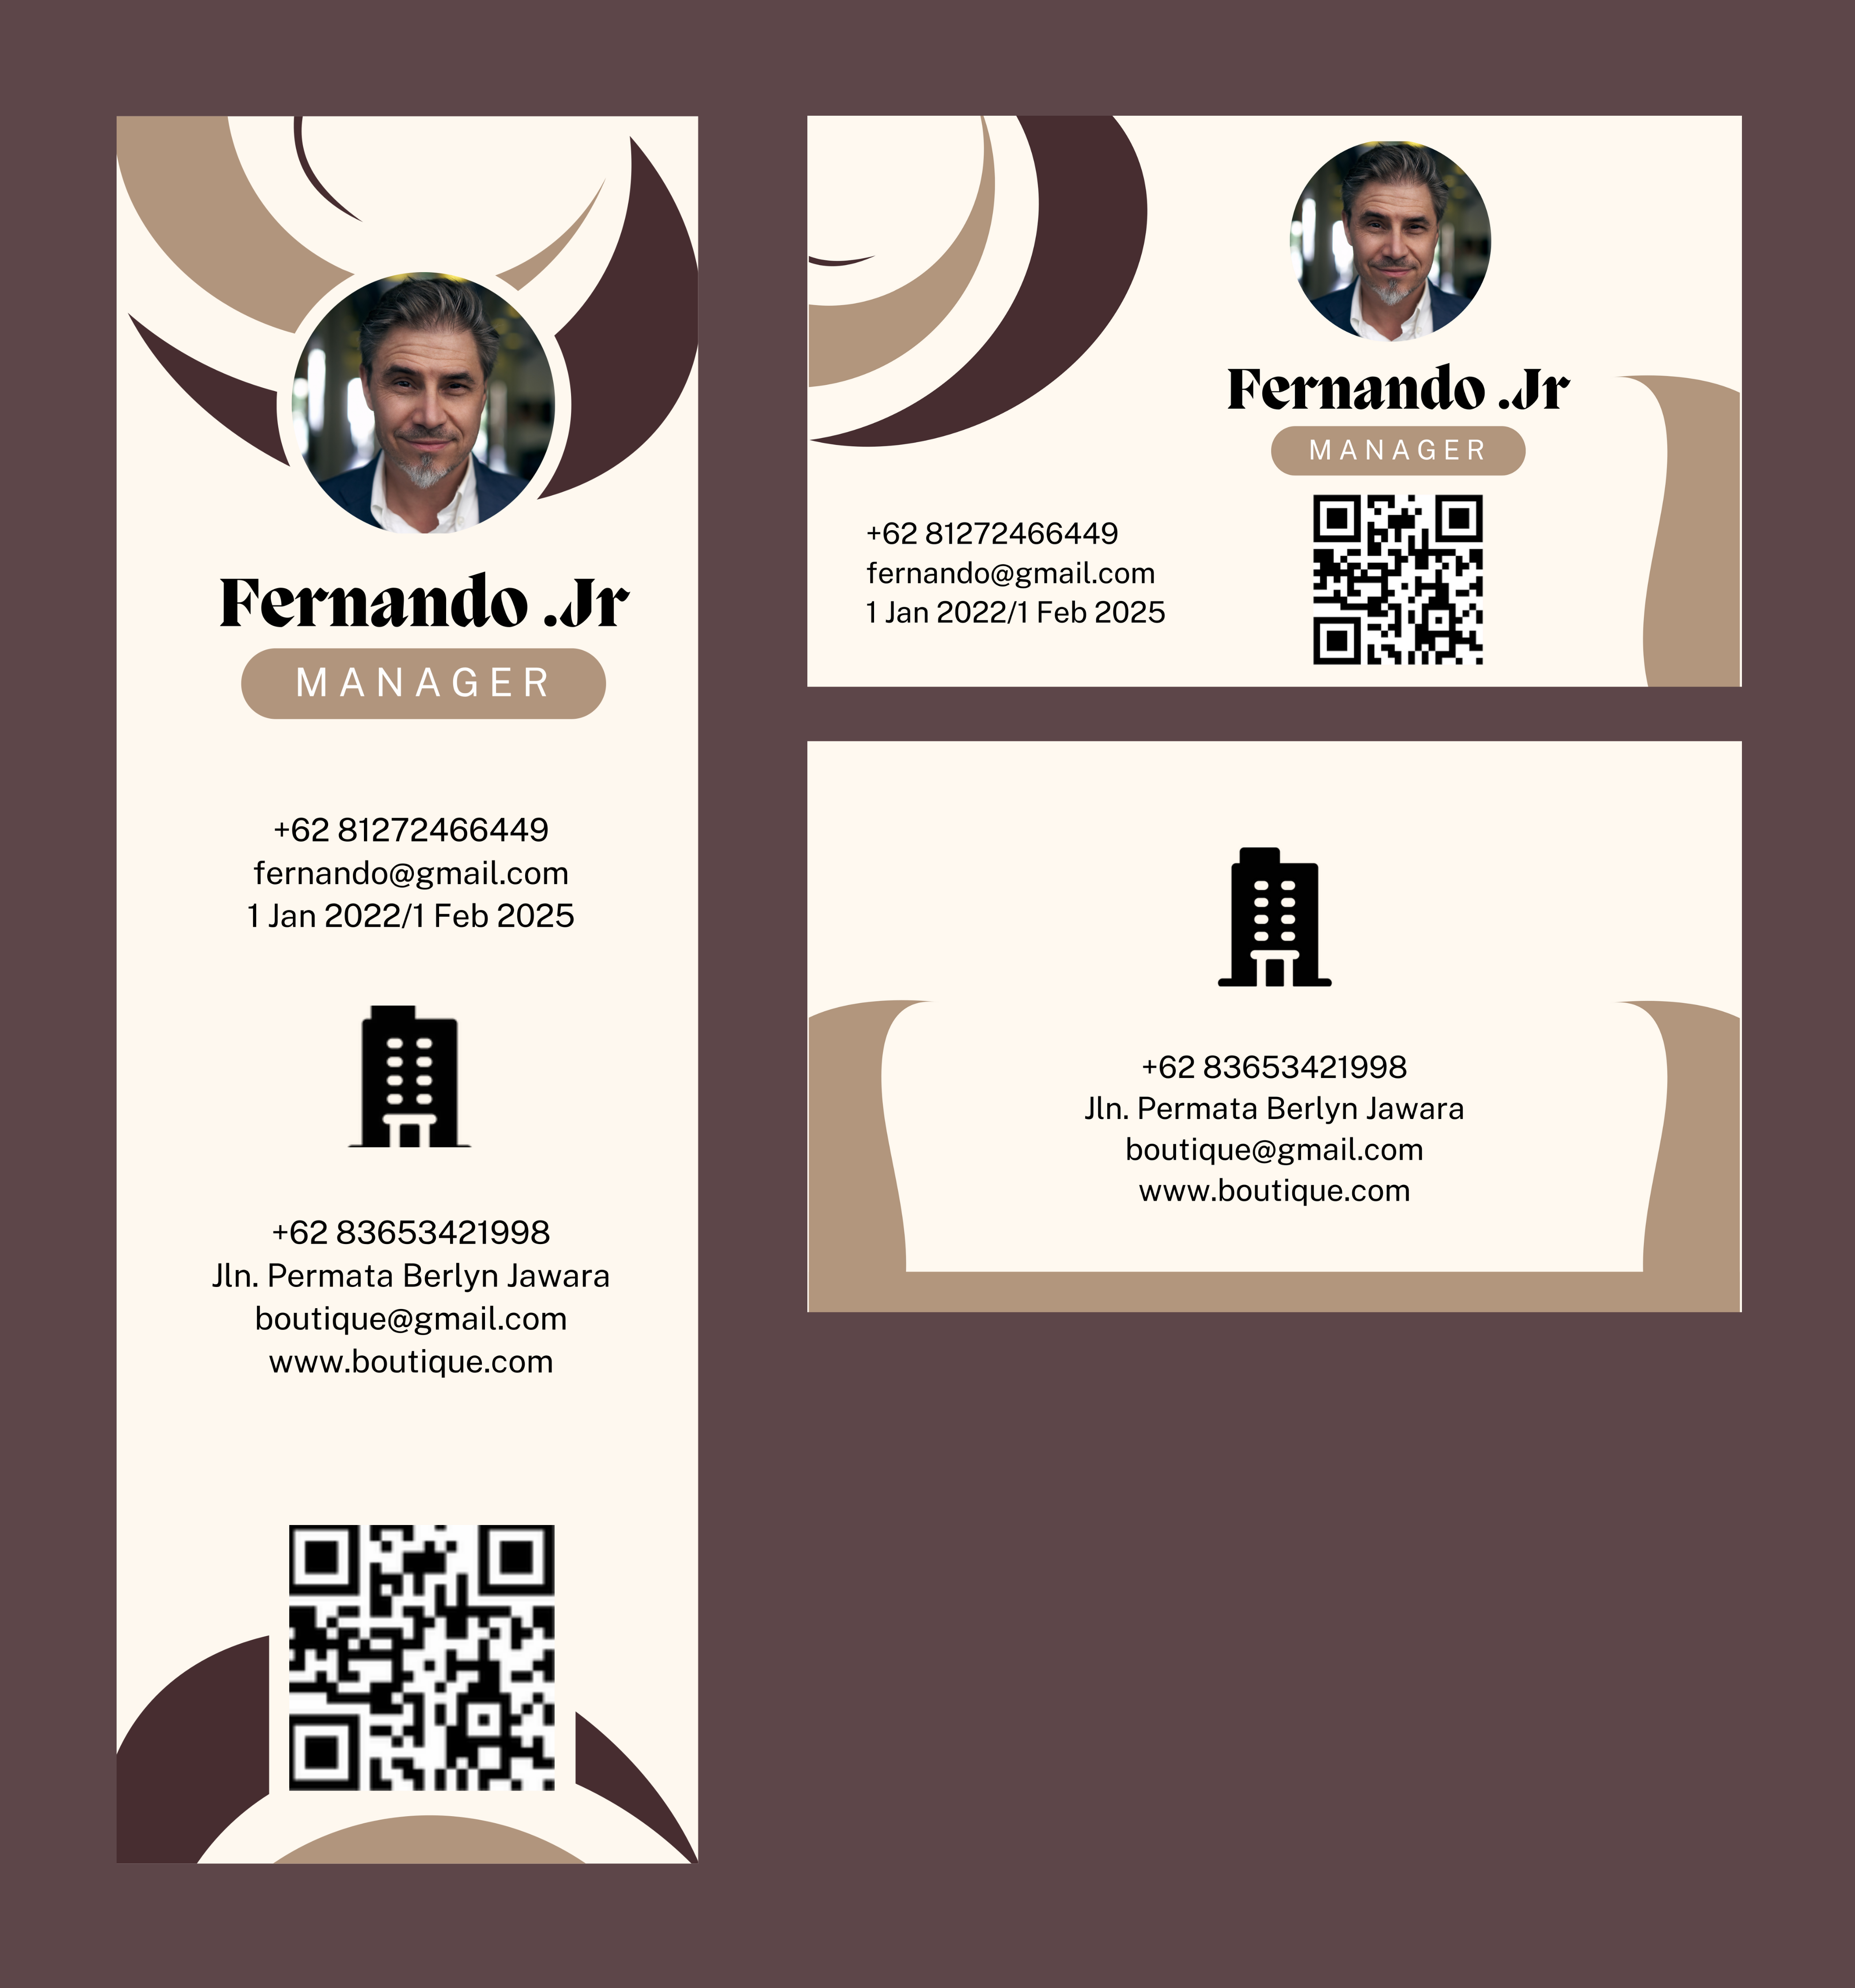 Fernando .Jr
MANAGER
+62 81272466449
fernando@gmail.com
1 Jan 2022/1 Feb 2025
+62 83653421998
Jln. Permata Berlyn Jawara
boutique@gmail.com
www.boutique.com
Fernando .Jr
MANAGER
+62 81272466449
fernando@gmail.com
1 Jan 2022/1 Feb 2025
+62 83653421998
Jln. Permata Berlyn Jawara
boutique@gmail.com
www.boutique.com